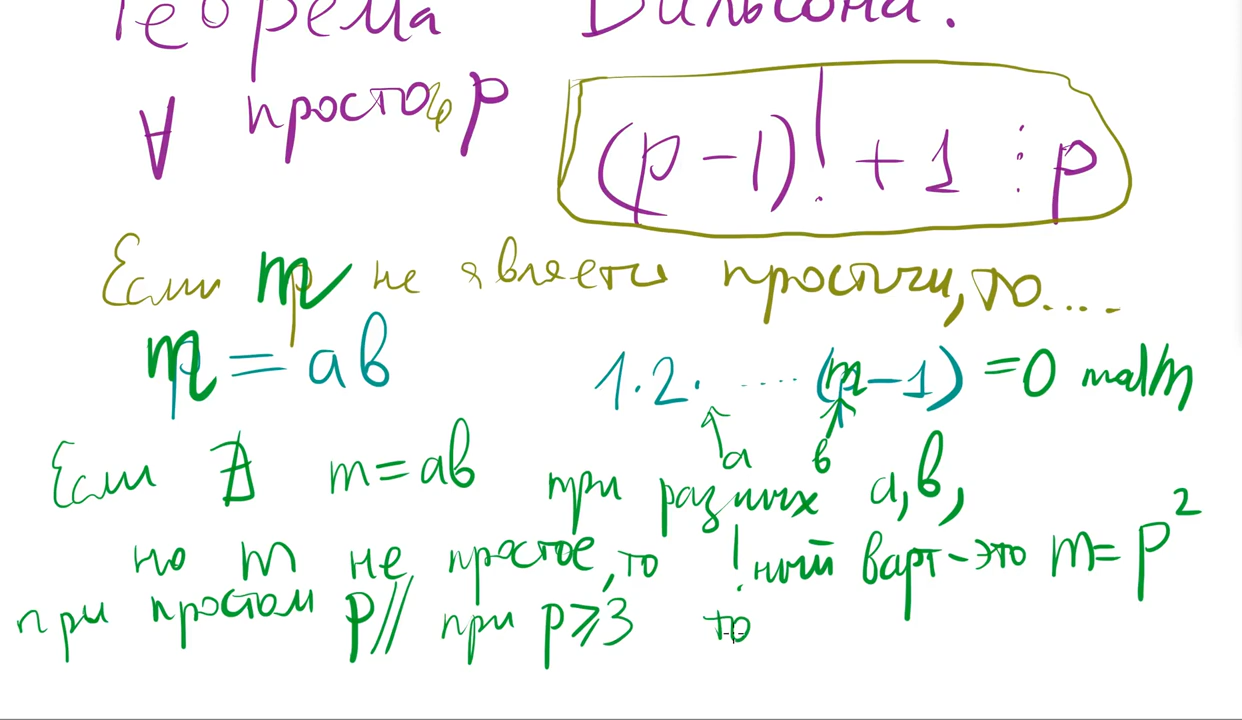 Теорема Вильсона.
∀ простого p (p-1)! + 1 ⋮ p
Если m не является простым, то....
m = ab 1·2· .... (m-1) = 0 mod m
a b
Если ∄ m=ab при разных a, b,
но m не простое, то !ный вар-т - это m=p²
при простом p// при p⩾3 то